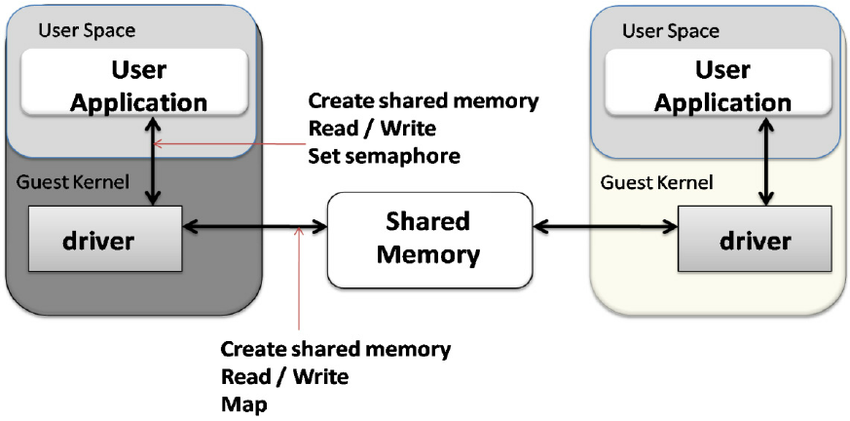 User Space
User
Application
Guest Kernel
driver
Create shared memory
Read / Write
Set semaphore
Shared
Memory
Create shared memory
Read / Write
Map
User Space
User
Application
Guest Kernel
driver